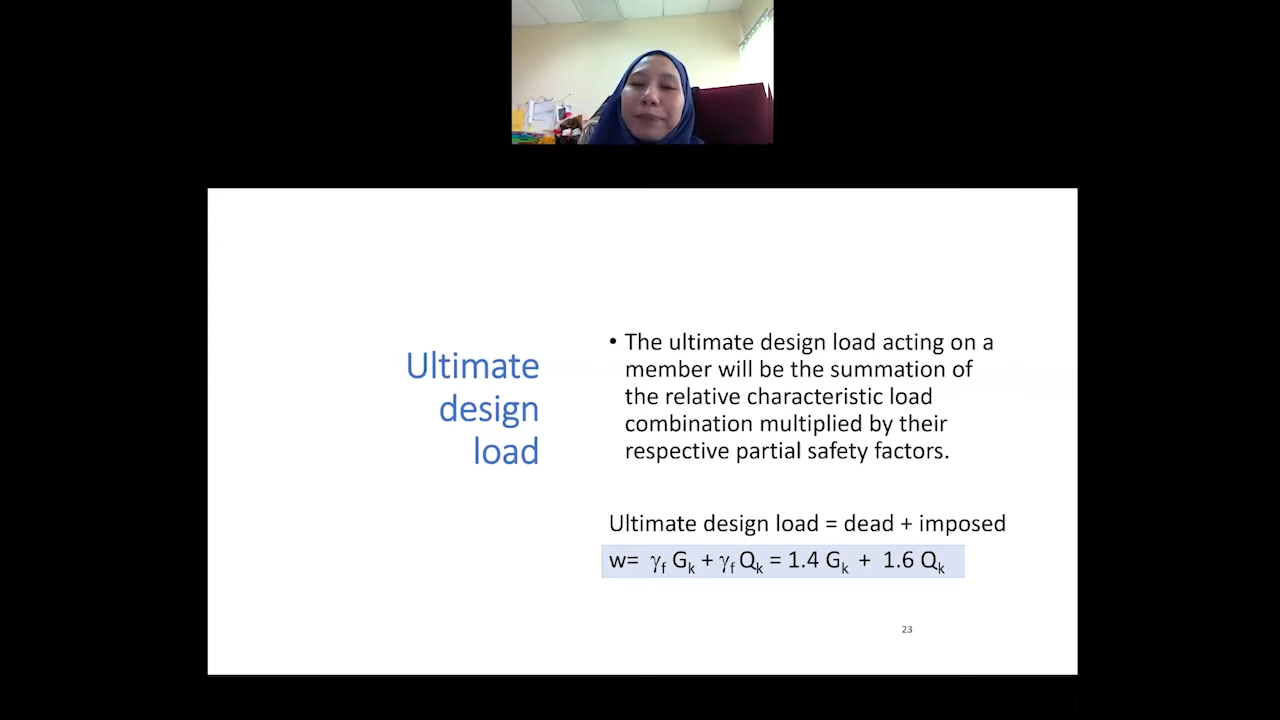 Ultimate
design
load
• The ultimate design load acting on a
member will be the summation of
the relative characteristic load
combination multiplied by their
respective partial safety factors.
Ultimate design load = dead + imposed
w= γf Gk + γf Qk = 1.4 Gk + 1.6 Qk
23